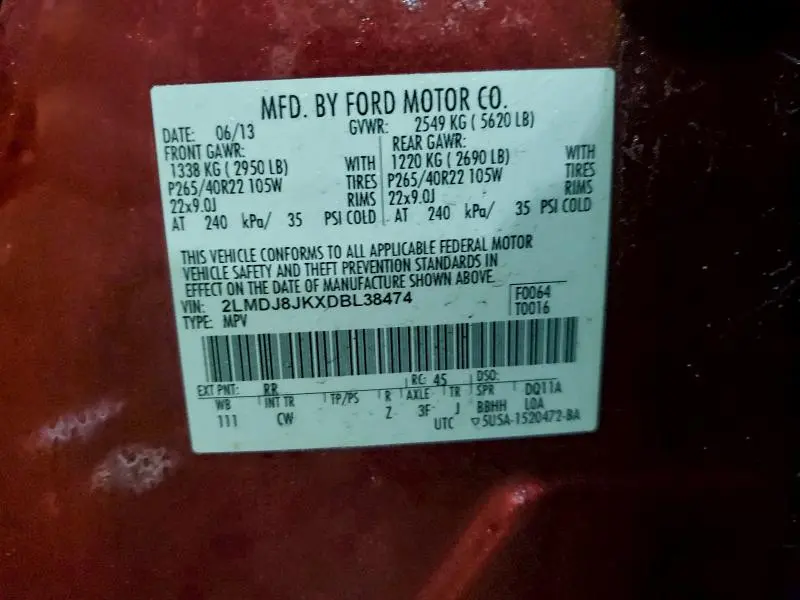 MFD. BY FORD MOTOR CO.
DATE: 06/13 GVWR: 2549 KG ( 5620 LB)
FRONT GAWR: REAR GAWR:
1338 KG ( 2950 LB) WITH 1220 KG ( 2690 LB) WITH
P265/40R22 105W TIRES P265/40R22 105W TIRES
22x9.0J RIMS 22x9.0J RIMS
AT 240 kPa/ 35 PSI COLD AT 240 kPa/ 35 PSI COLD
THIS VEHICLE CONFORMS TO ALL APPLICABLE FEDERAL MOTOR
VEHICLE SAFETY AND THEFT PREVENTION STANDARDS IN
EFFECT ON THE DATE OF MANUFACTURE SHOWN ABOVE
VIN: 2LMDJ8JKXDBL38474 F0064
TYPE: MPV T0016
EXT PNT: RR RC: 45 DSO:
WB INT TR TP/PS R AXLE TR SPR DQ11A
111 CW Z 3F J BBHH LOA
UTC ▽5U5A-1520472-BA